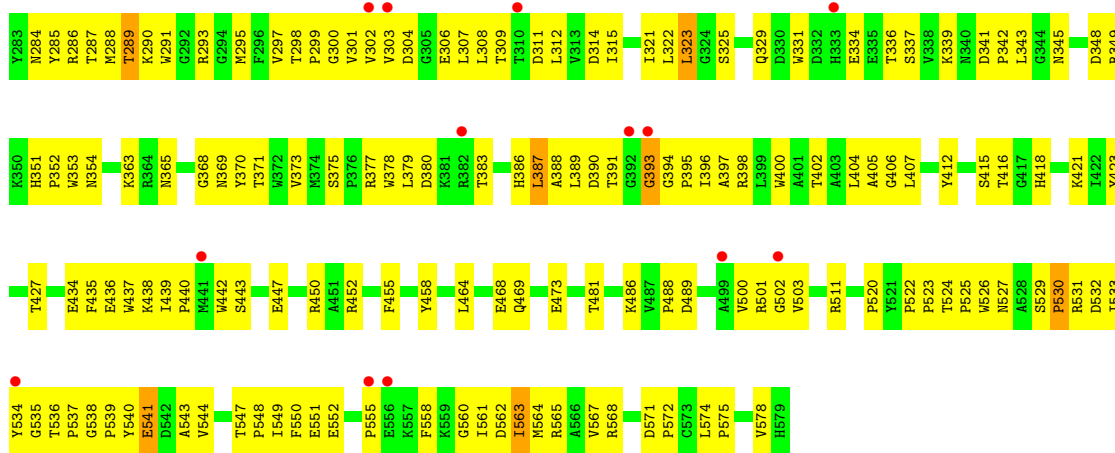 Y283 N284 Y285 R286 T287 M288 T289 K290 W291 G292 R293 G294 M295 F296 V297 T298 P299 G300 V301 V302 V303 D304 G305 E306 L307 L308 T309 T310 D311 L312 V313 D314 I315 I321 L322 L323 G324 S325 Q329 D330 W331 D332 H333 E334 E335 T336 S337 V338 K339 N340 D341 P342 L343 G344 N345 D348 R349
K350 H351 P352 W353 N354 K363 R364 N365 G368 N369 Y370 T371 W372 V373 M374 S375 P376 R377 W378 L379 D380 K381 R382 T383 H386 L387 A388 L389 D390 T391 G392 G393 G394 P395 I396 A397 R398 L399 W400 A401 T402 A403 L404 A405 G406 L407 Y412 S415 T416 G417 H418 K421 I422 Y423
T427 E434 F435 E436 W437 K438 I439 P440 M441 W442 S443 E447 R450 A451 R452 F455 Y458 L464 E468 Q469 E473 T481 K486 V487 P488 D489 A499 V500 R501 G502 V503 R511 P520 Y521 P522 P523 T524 P525 W526 N527 A528 S529 P530 R531 D532
Y534 G535 T536 P537 G538 P539 Y540 E541 D542 A543 V544 T547 P548 I549 F550 E551 E552 P555 E556 K557 F558 K559 G560 I561 D562 I563 M564 R565 A566 V567 R568 D571 P572 C573 L574 P575 V578 H579